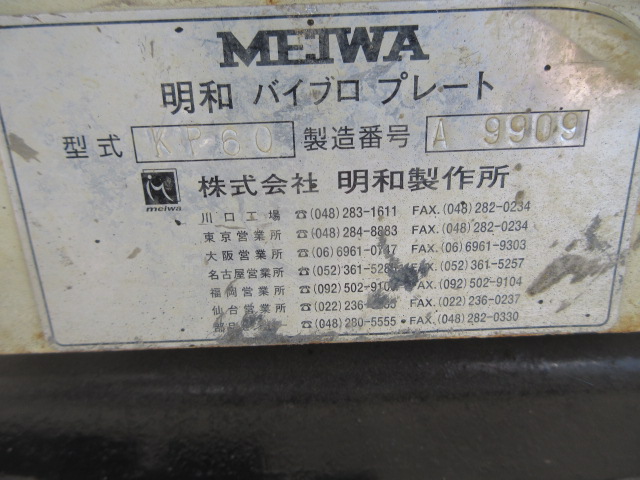 MEIWA
明和 バイブロ プレート
型式 KP60 製造番号 A 9909
meiwa 株式会社 明和製作所
川口工場 ☎(048)283-1611 FAX.(048)282-0234
東京営業所 ☎(048)284-8883 FAX.(048)282-0234
大阪営業所 FAX.(06)6961-9303
名古屋営業所 FAX.(052)361-5257
福岡営業所 FAX.(092)502-9104
仙台営業所 FAX.(022)236-0237
☎(048)280-5555 FAX.(048)282-0330